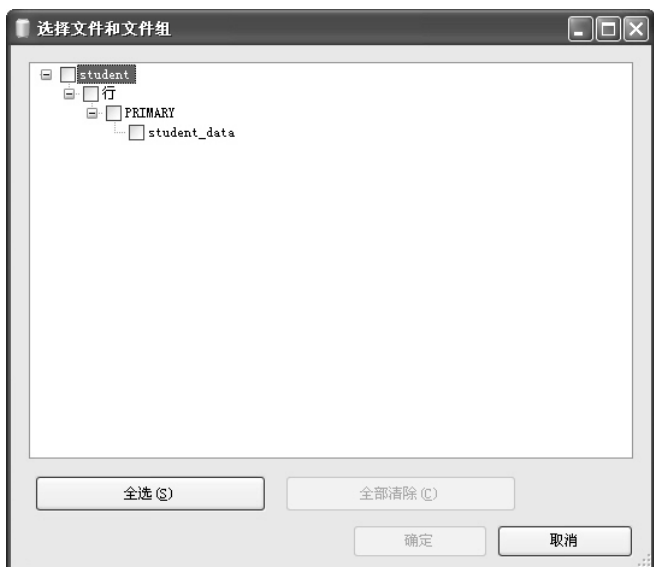 选择文件和文件组
student
行
PRIMARY
student_data
全选(S) 全部清除(C)
确定 取消